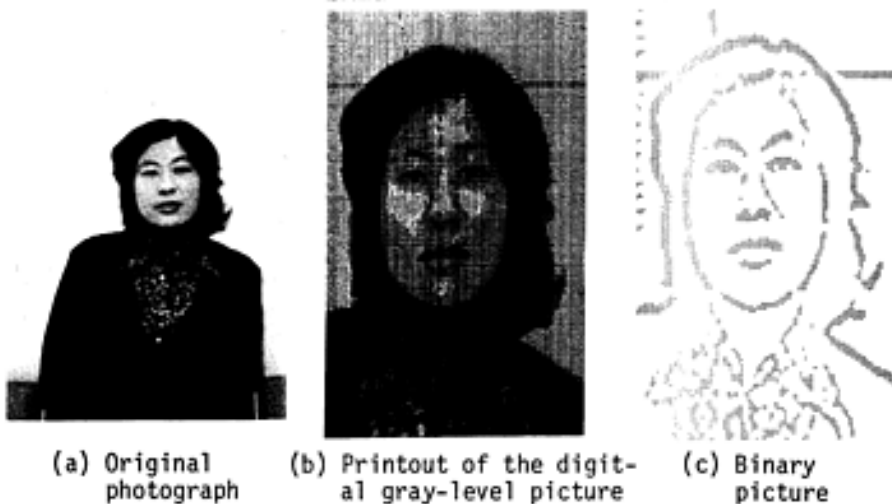 (a) Original
photograph
(b) Printout of the digit-
al gray-level picture
(c) Binary
picture